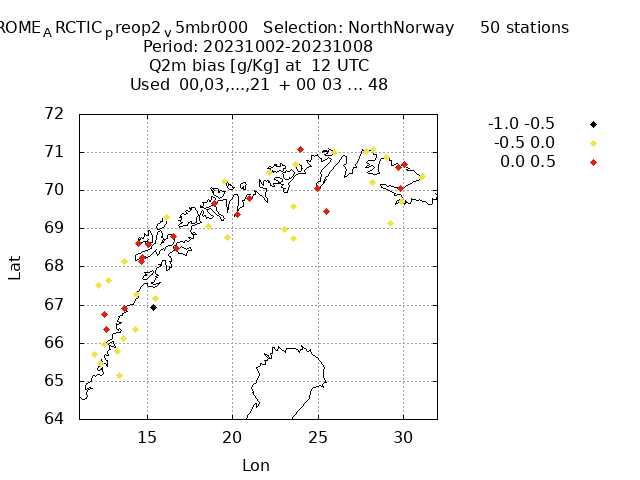 ROME A RCTIC p reop2 v 5mbr000 Selection: NorthNorway 50 stations
Period: 20231002-20231008
Q2m bias [g/Kg] at 12 UTC
Used 00,03,...,21 + 00 03 ... 48
-1.0 -0.5
-0.5 0.0
0.0 0.5
72
71
70
69
68
67
66
65
64
Lat
15 20 25 30
Lon